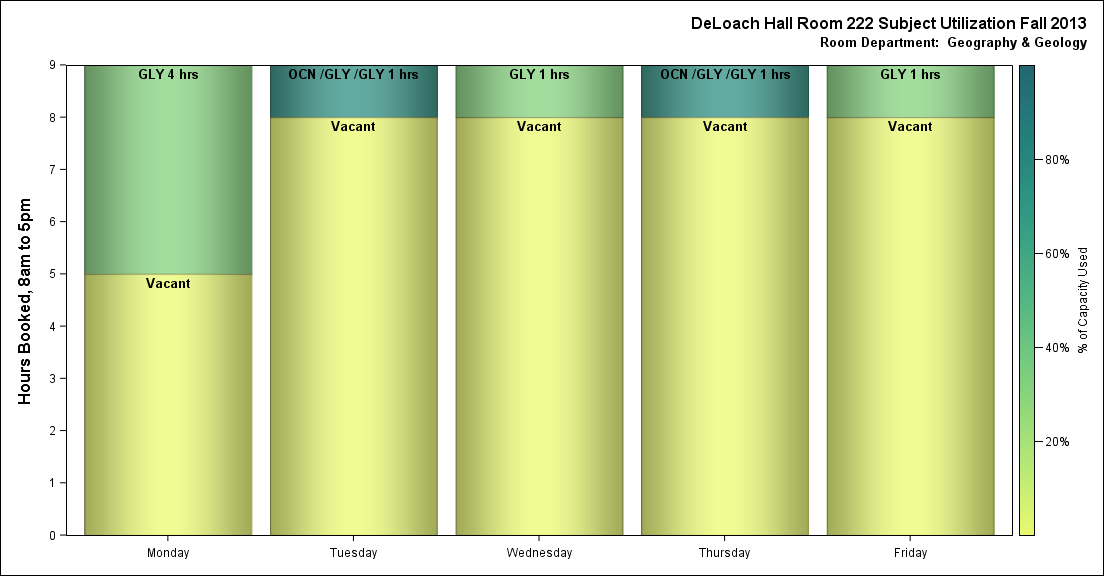 DeLoach Hall Room 222 Subject Utilization Fall 2013
Room Department:  Geography & Geology
Hours Booked, 8am to 5pm
9
8
7
6
5
4
3
2
1
0
GLY 4 hrs
Vacant
OCN /GLY /GLY 1 hrs
Vacant
GLY 1 hrs
Vacant
OCN /GLY /GLY 1 hrs
Vacant
GLY 1 hrs
Vacant
Monday
Tuesday
Wednesday
Thursday
Friday
80%
60%
40%
20%
% of Capacity Used